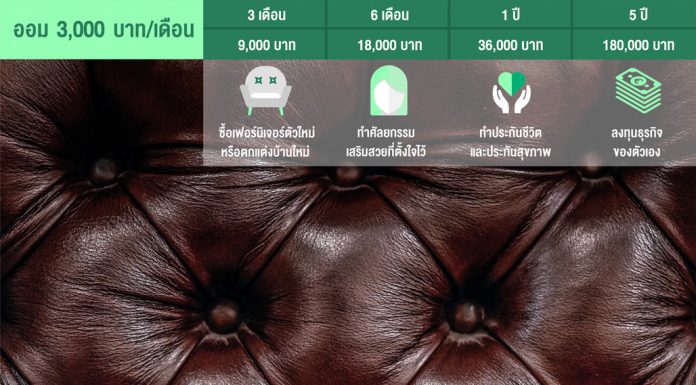 ออม 3,000 บาท/เดือน
3 เดือน 6 เดือน 1 ปี 5 ปี
9,000 บาท 18,000 บาท 36,000 บาท 180,000 บาท
ซื้อเฟอร์นิเจอร์ตัวใหม่ ทำศัลยกรรม ทำประกันชีวิต ลงทุนธุรกิจ
หรือตกแต่งบ้านใหม่ เสริมสวยที่ตั้งใจไว้ และประกันสุขภาพ ของตัวเอง